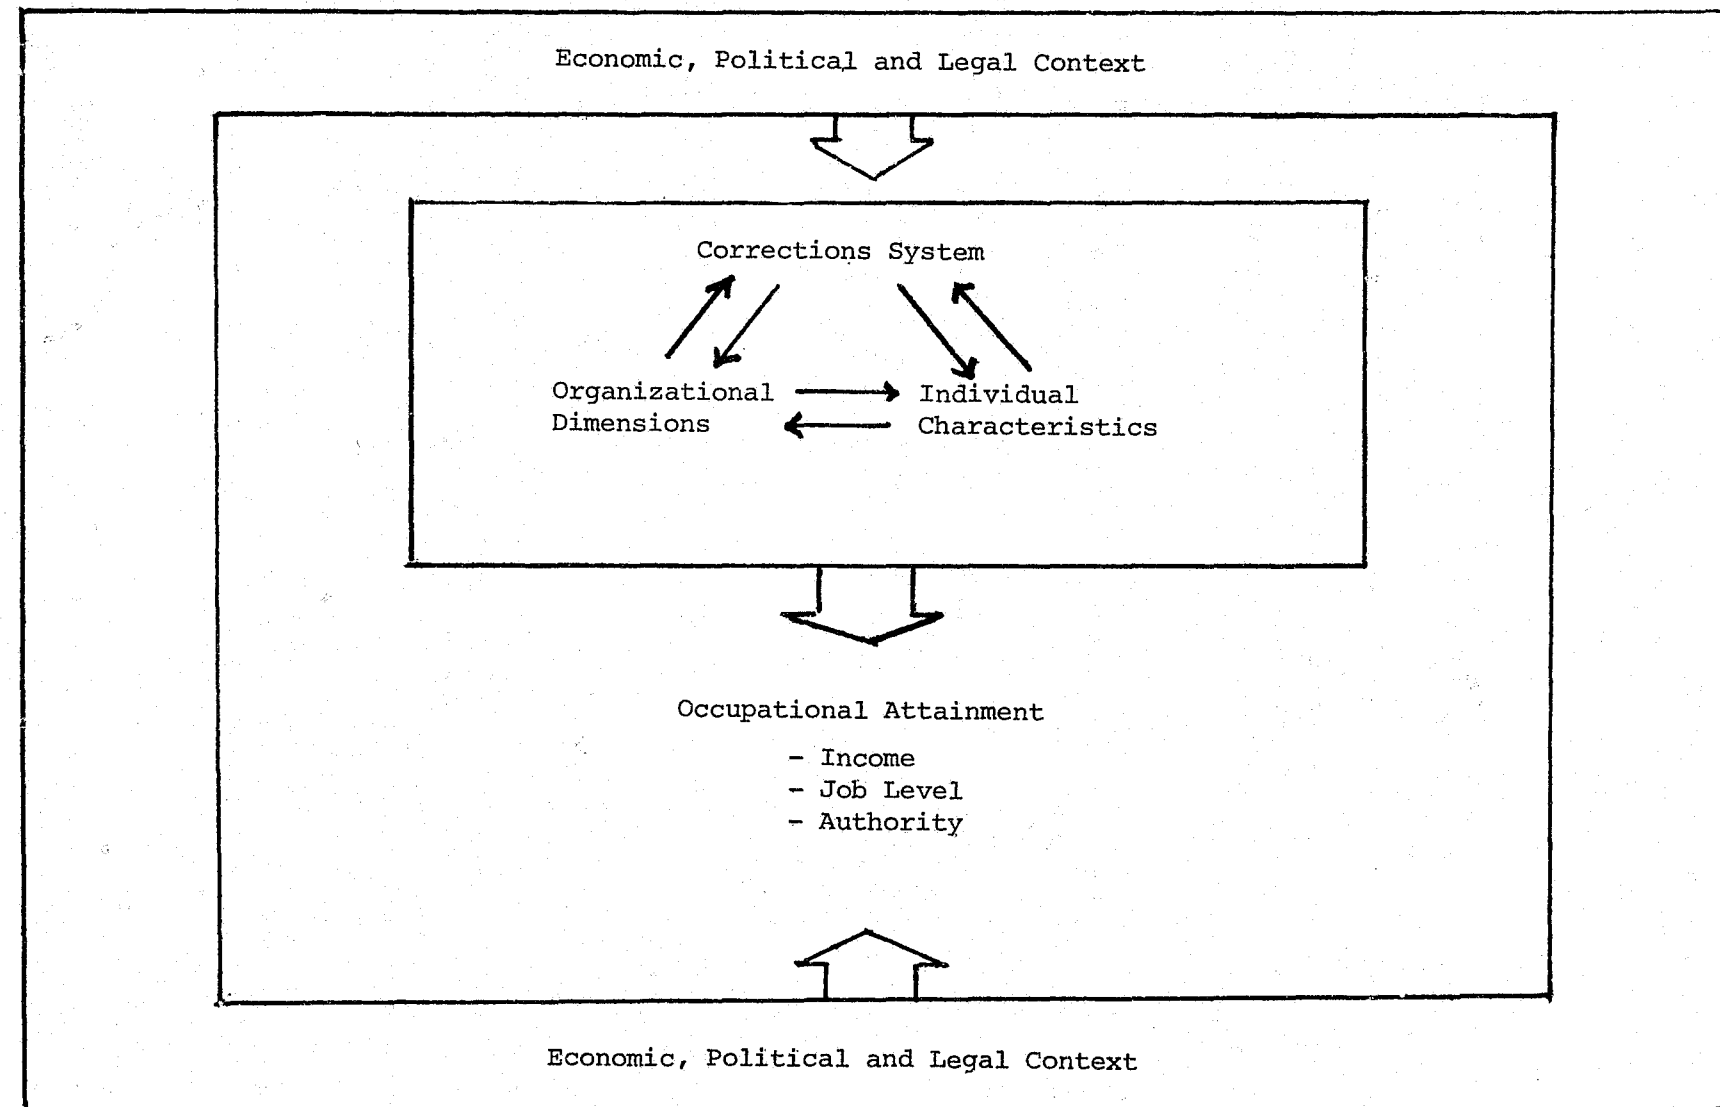 Economic, Political and Legal Context
Corrections System
Organizational
Dimensions
Individual
Characteristics
Occupational Attainment
- Income
- Job Level
- Authority
Economic, Political and Legal Context